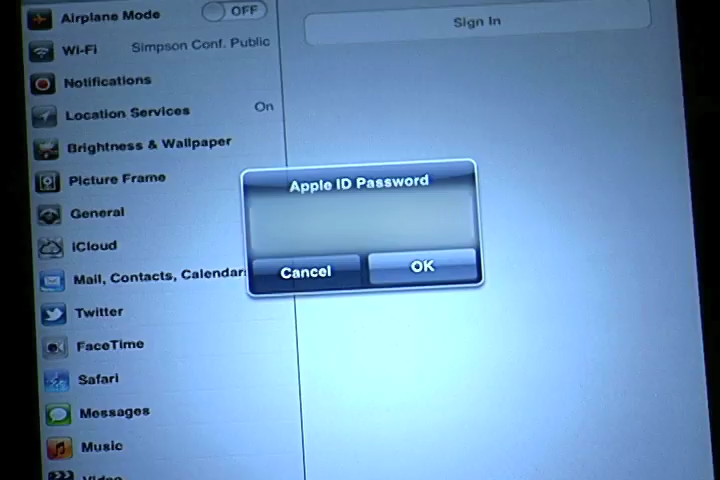 Airplane Mode OFF
Sign In
Wi-Fi Simpson Conf. Public
Notifications
Location Services On
Brightness & Wallpaper
Apple ID Password
Picture Frame
General
iCloud
Cancel OK
Mail, Contacts, Calendar
Twitter
FaceTime
Safari
Messages
Music
Video